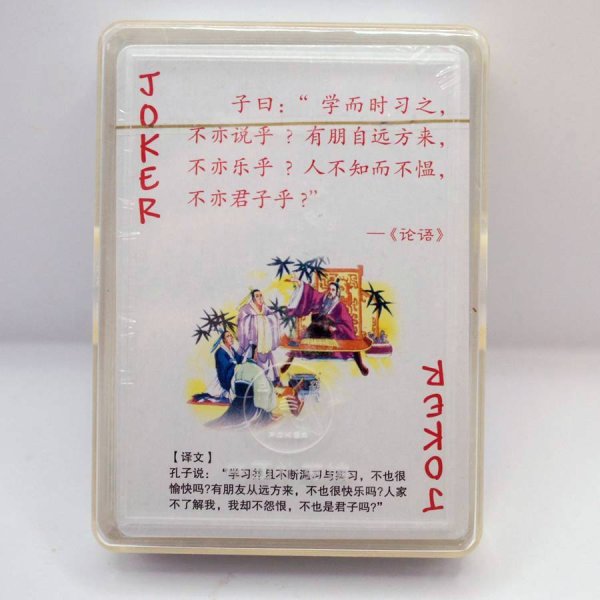 JOKER
子曰：“学而时习之，
不亦说乎？有朋自远方来，
不亦乐乎？人不知而不愠，
不亦君子乎？”
—《论语》
JOKER
【译文】
孔子说：“学习并且不断温习与实习，不也很
愉快吗?有朋友从远方来，不也很快乐吗?人家
不了解我，我却不怨恨，不也是君子吗?”